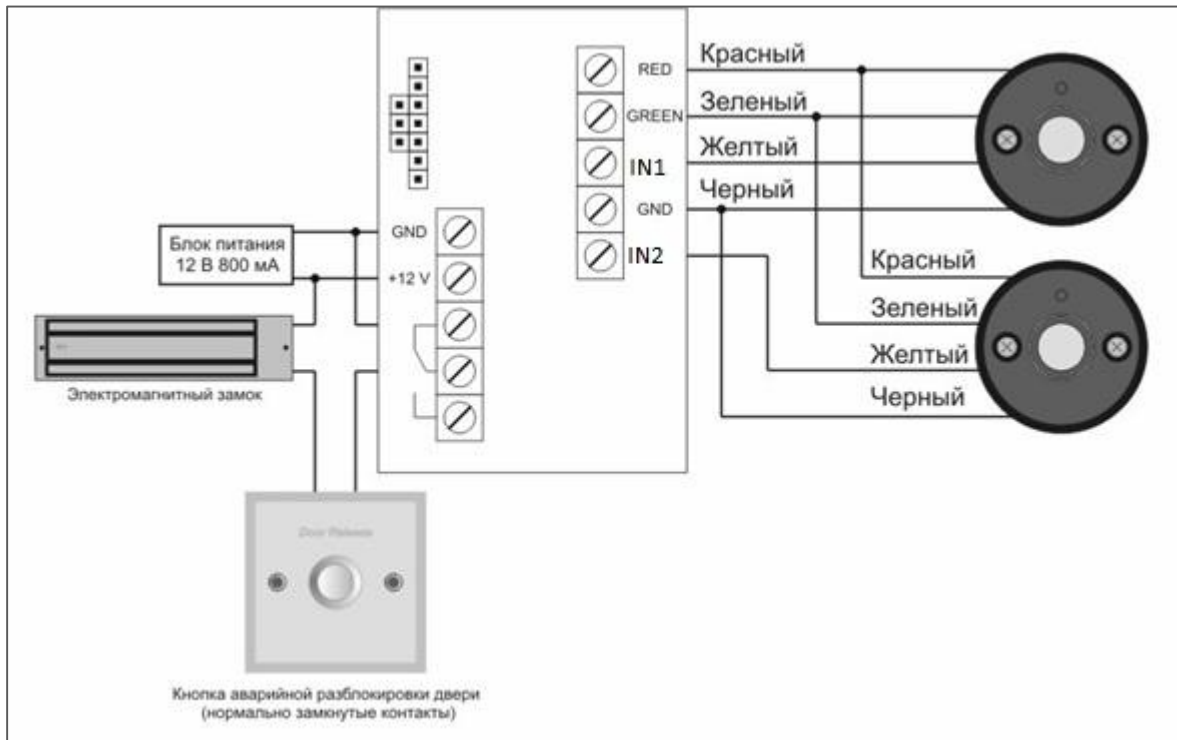 Красный
RED
Зеленый
GREEN
Желтый
IN1
Черный
GND
IN2
GND
+12 V
Блок питания
12 В 800 мА
Электромагнитный замок
Красный
Зеленый
Желтый
Черный
Door Release
Кнопка аварийной разблокировки двери
(нормально замкнутые контакты)